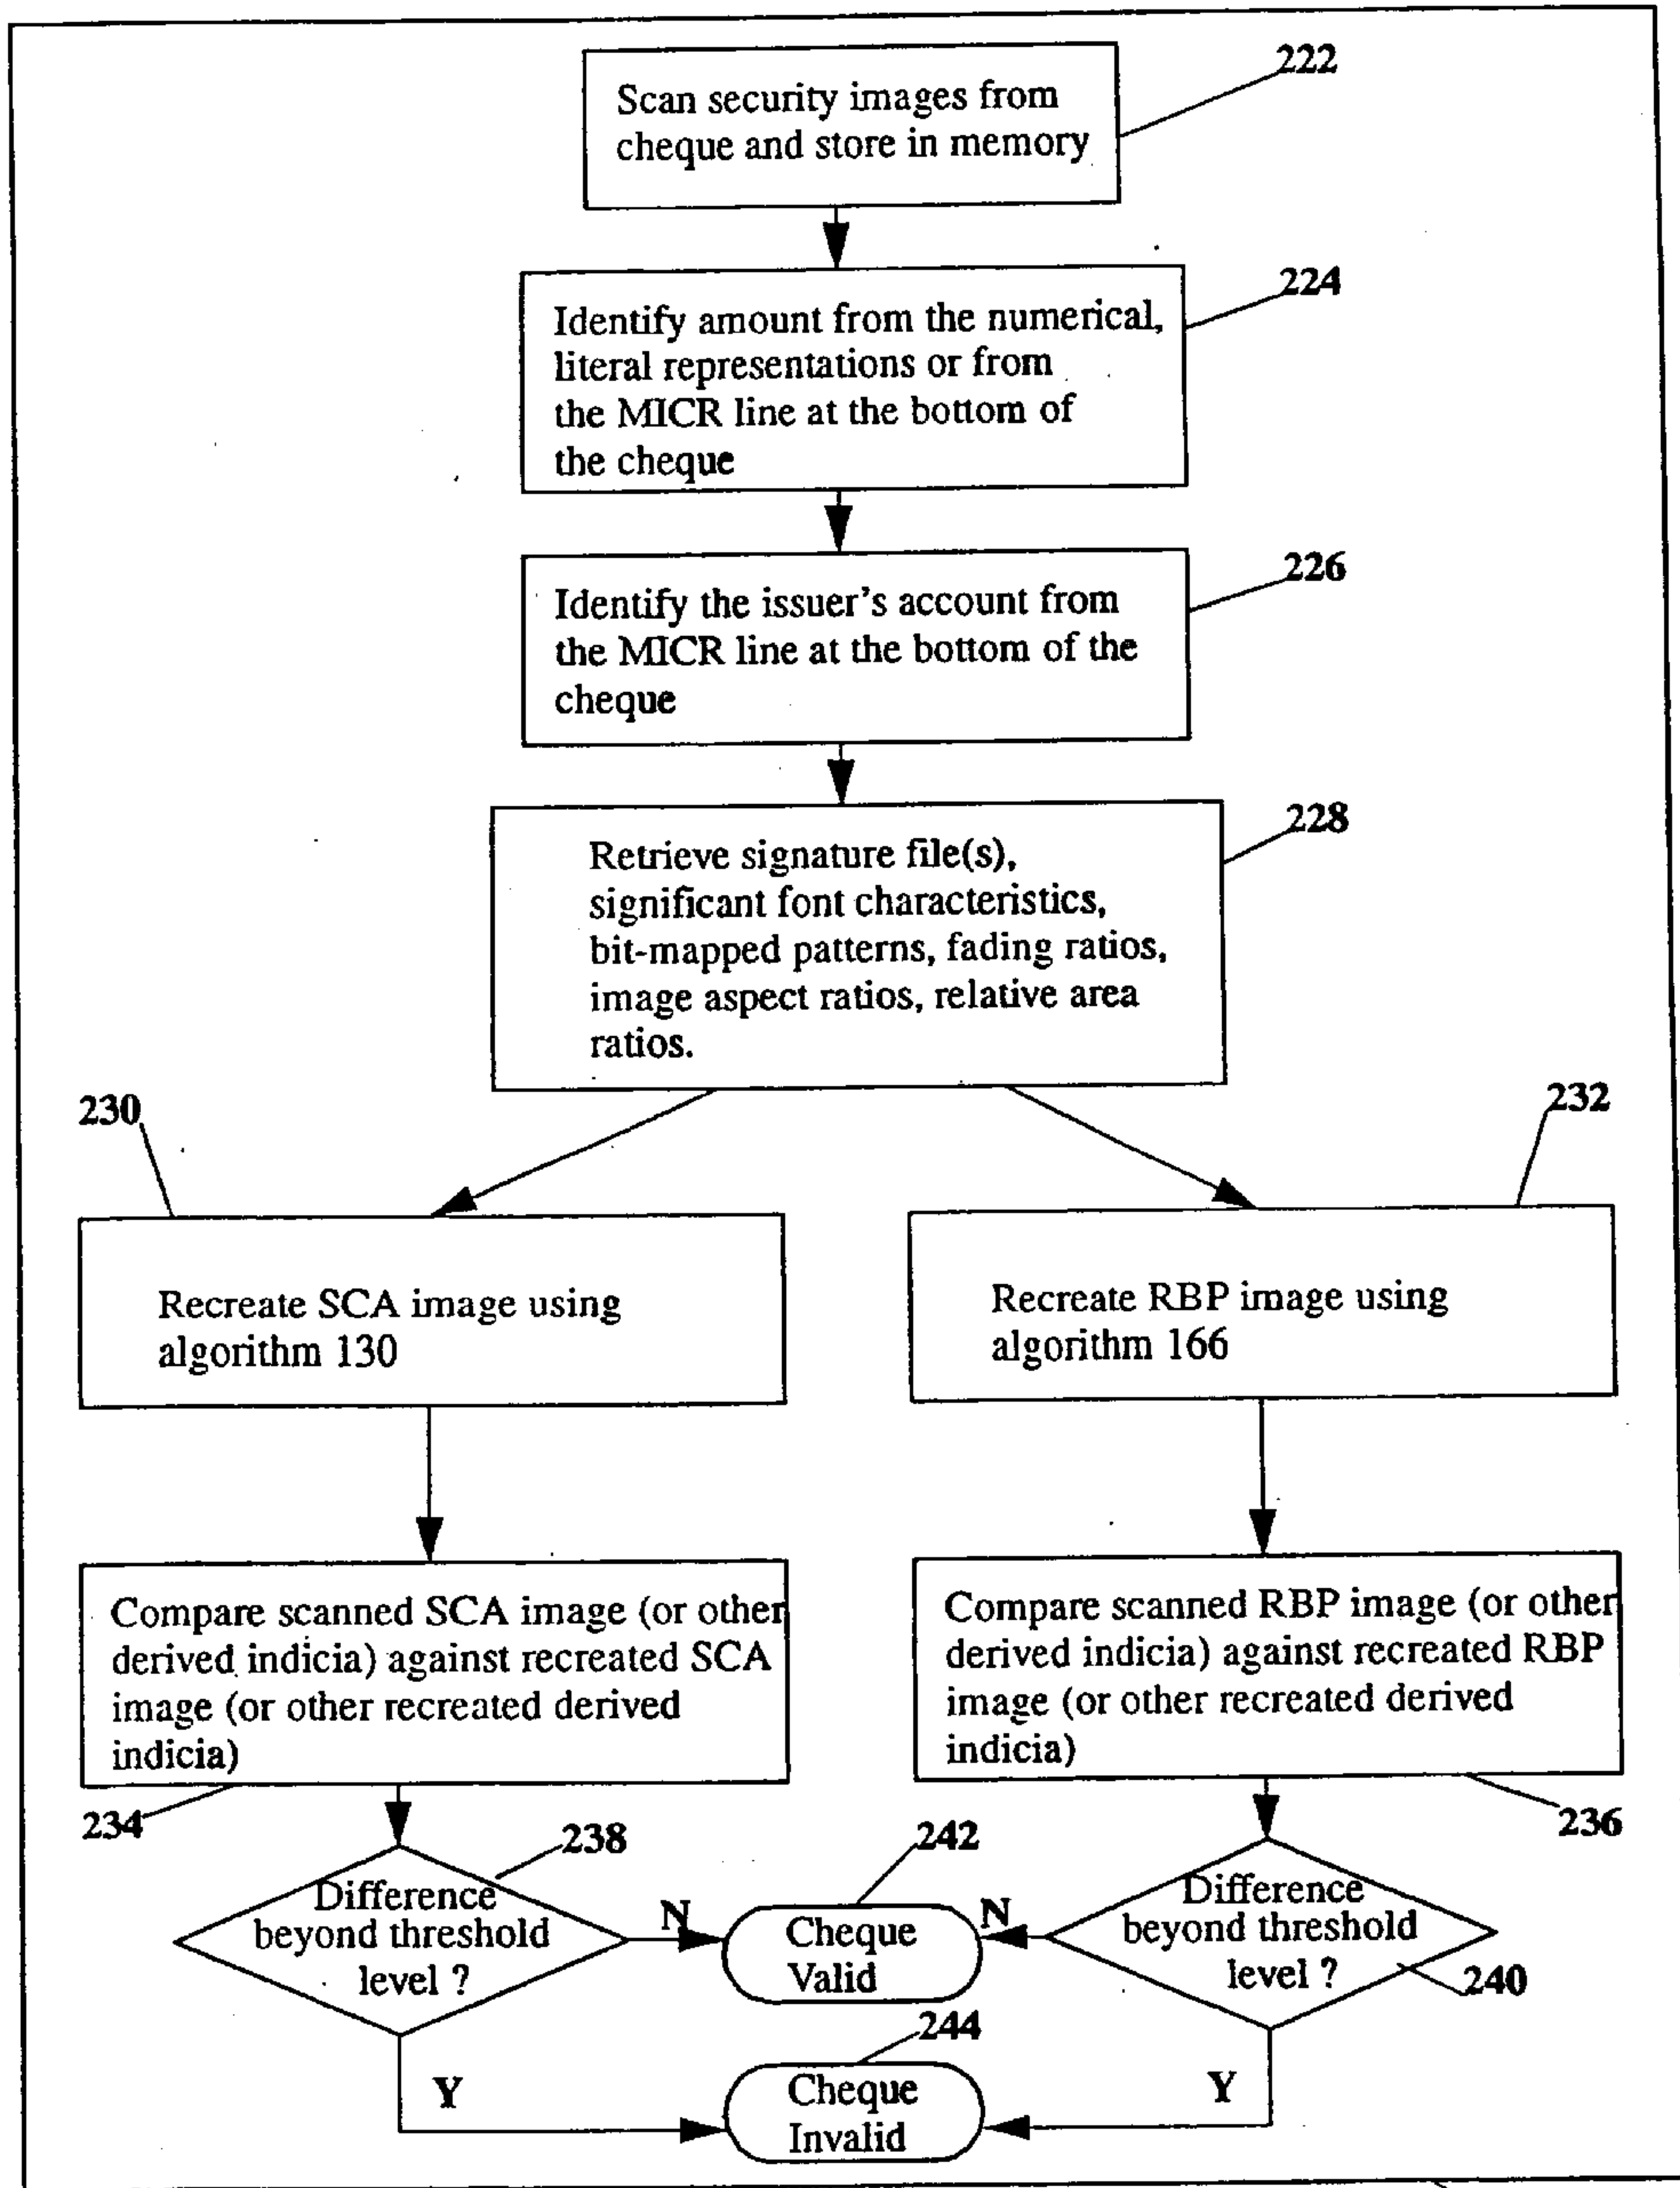 222
Scan security images from
cheque and store in memory
224
Identify amount from the numerical,
literal representations or from
the MICR line at the bottom of
the cheque
226
Identify the issuer's account from
the MICR line at the bottom of the
cheque
228
Retrieve signature file(s),
significant font characteristics,
bit-mapped patterns, fading ratios,
image aspect ratios, relative area
ratios.
230
232
Recreate SCA image using
algorithm 130
Recreate RBP image using
algorithm 166
Compare scanned SCA image (or other
derived indicia) against recreated SCA
image (or other recreated derived
indicia)
Compare scanned RBP image (or other
derived indicia) against recreated RBP
image (or other recreated derived
indicia)
234
236
238
242
Difference
beyond threshold
level ?
N
Cheque
Valid
N
Difference
beyond threshold
level ?
240
244
Y
Cheque
Invalid
Y